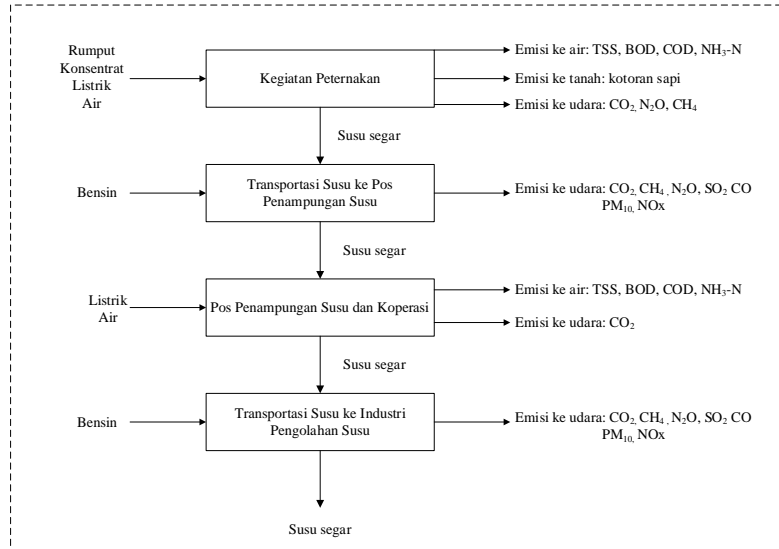 Rumput
Konsentrat
Listrik
Air
Kegiatan Peternakan
Emisi ke air: TSS, BOD, COD, NH₃-N
Emisi ke tanah: kotoran sapi
Emisi ke udara: CO₂, N₂O, CH₄
Susu segar
Bensin
Transportasi Susu ke Pos
Penampungan Susu
Emisi ke udara: CO₂, CH₄ , N₂O, SO₂ CO
PM₁₀, NOx
Susu segar
Listrik
Air
Pos Penampungan Susu dan Koperasi
Emisi ke air: TSS, BOD, COD, NH₃-N
Emisi ke udara: CO₂
Susu segar
Bensin
Transportasi Susu ke Industri
Pengolahan Susu
Emisi ke udara: CO₂, CH₄ , N₂O, SO₂ CO
PM₁₀, NOx
Susu segar